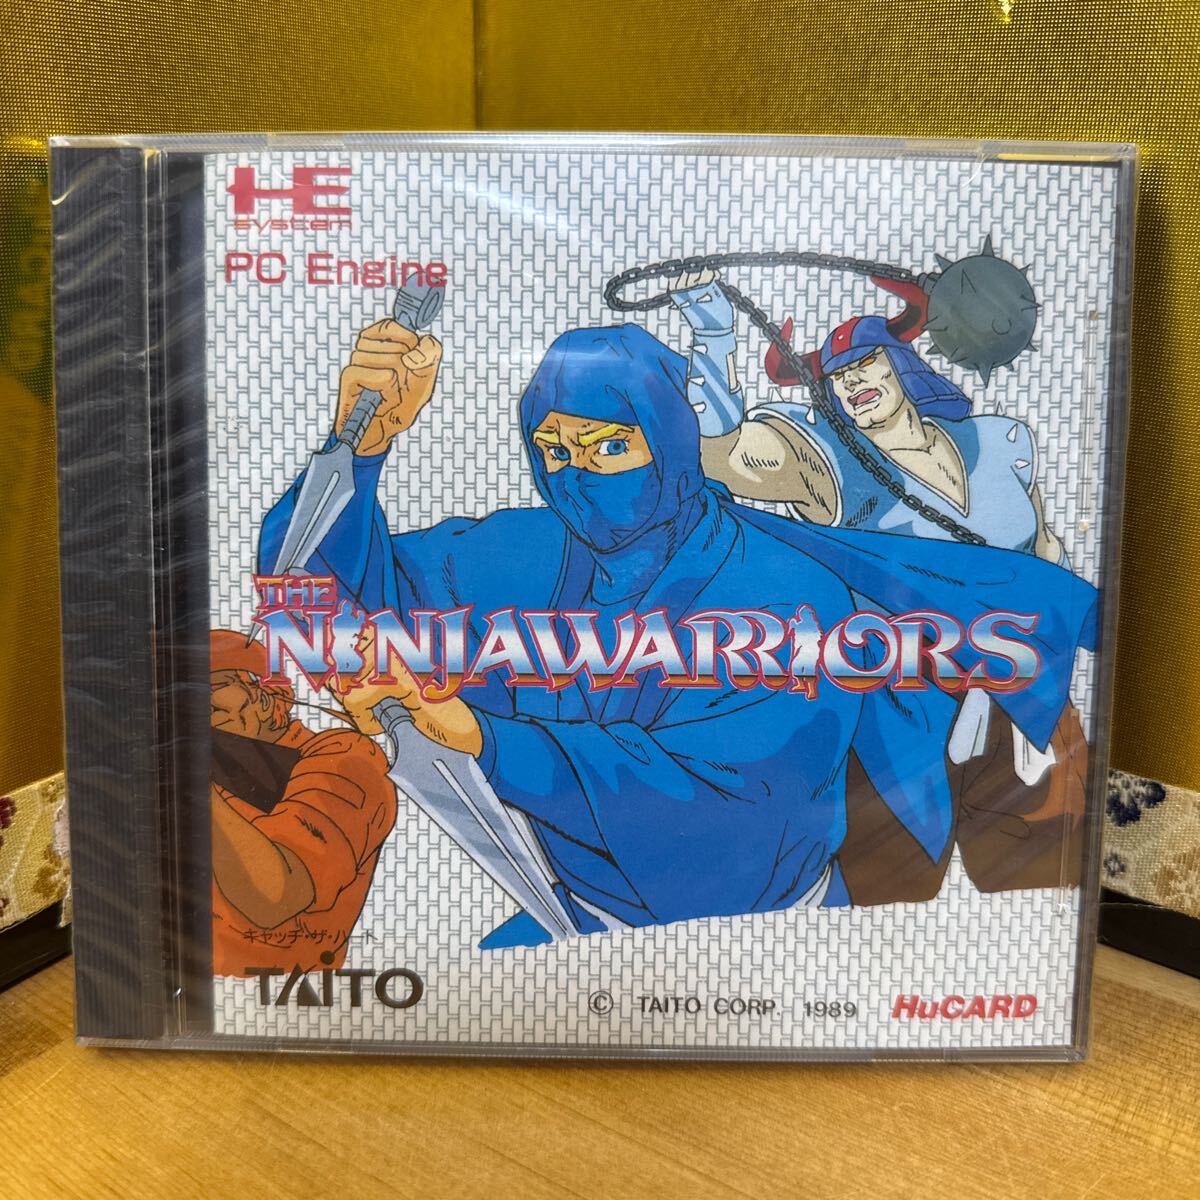 HE
system
PC Engine
THE
NINJAWARRIORS
キャッチ・ザ・ハート
TAITO
© TAITO CORP. 1989
HuCARD